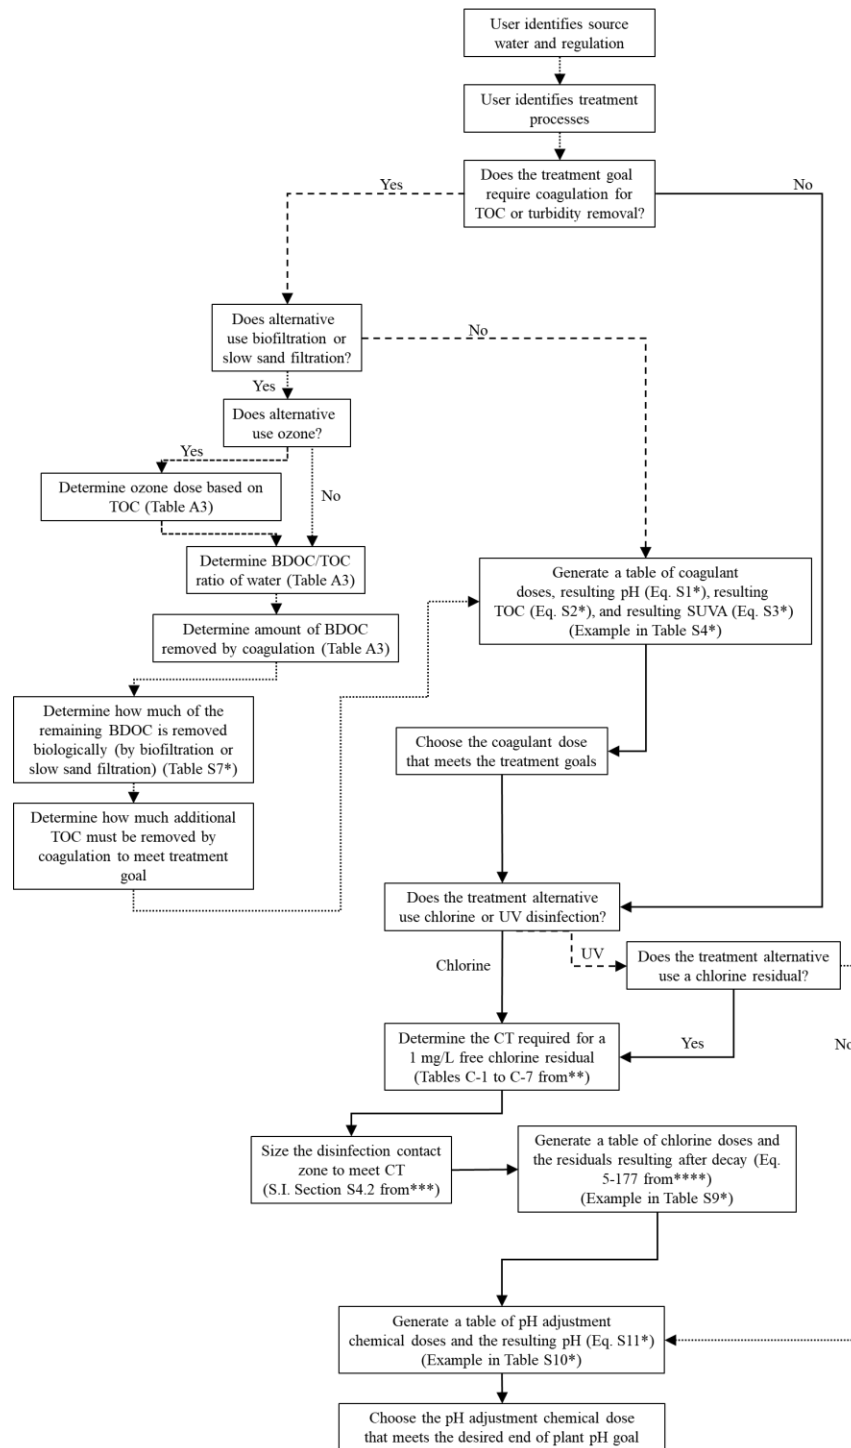 User identifies source
water and regulation
User identifies treatment
processes
Does the treatment goal
require coagulation for
TOC or turbidity removal?
Yes
No
Does alternative
use biofiltration or
slow sand filtration?
No
Yes
Does alternative
use ozone?
Yes
No
Determine ozone dose based on
TOC (Table A3)
Determine BDOC/TOC
ratio of water (Table A3)
Determine amount of BDOC
removed by coagulation (Table A3)
Determine how much of the
remaining BDOC is removed
biologically (by biofiltration or
slow sand filtration) (Table S7*)
Determine how much additional
TOC must be removed by
coagulation to meet treatment
goal
Generate a table of coagulant
doses, resulting pH (Eq. S1*), resulting
TOC (Eq. S2*), and resulting SUVA (Eq. S3*)
(Example in Table S4*)
Choose the coagulant dose
that meets the treatment goals
Does the treatment alternative
use chlorine or UV disinfection?
Chlorine
UV
Does the treatment alternative
use a chlorine residual?
Yes
No
Determine the CT required for a
1 mg/L free chlorine residual
(Tables C-1 to C-7 from**)
Size the disinfection contact
zone to meet CT
(S.I. Section S4.2 from***)
Generate a table of chlorine doses and
the residuals resulting after decay (Eq.
5-177 from****)
(Example in Table S9*)
Generate a table of pH adjustment
chemical doses and the resulting pH (Eq. S11*)
(Example in Table S10*)
Choose the pH adjustment chemical dose
that meets the desired end of plant pH goal